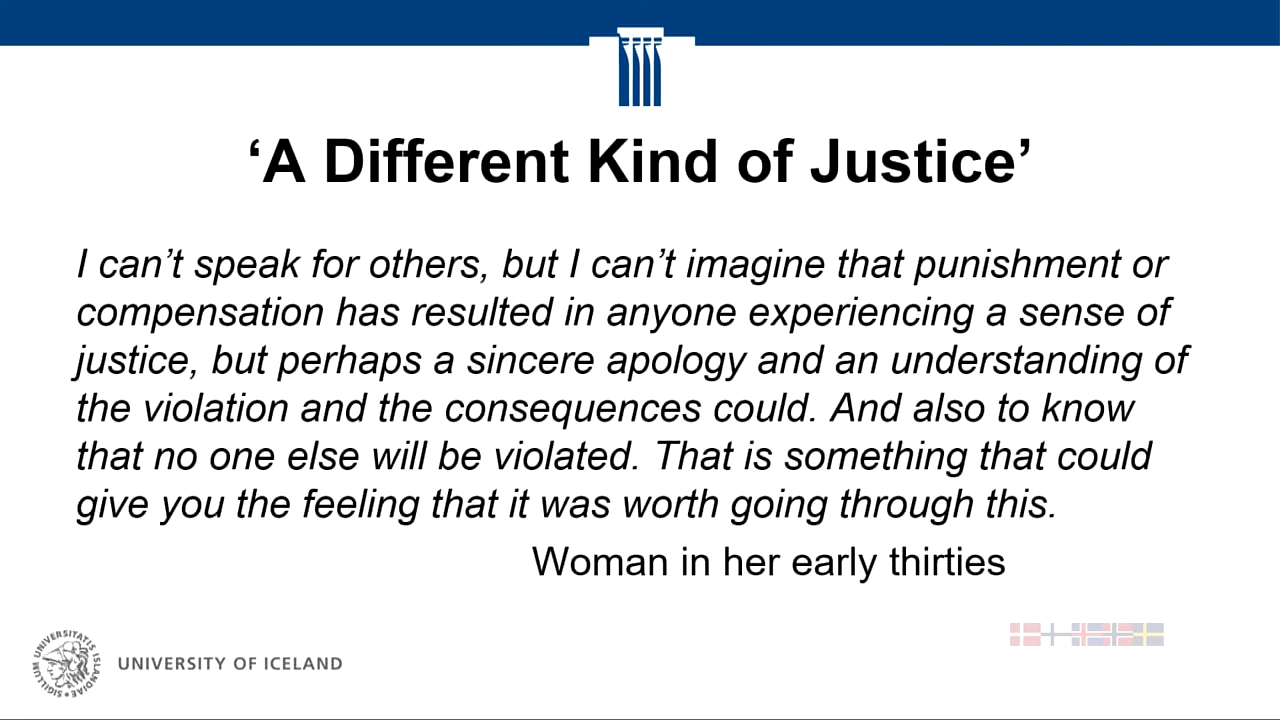 ‘A Different Kind of Justice’
I can’t speak for others, but I can’t imagine that punishment or
compensation has resulted in anyone experiencing a sense of
justice, but perhaps a sincere apology and an understanding of
the violation and the consequences could. And also to know
that no one else will be violated. That is something that could
give you the feeling that it was worth going through this.
Woman in her early thirties
SIGILLUM UNIVERSITATIS ISLANDIAE
UNIVERSITY OF ICELAND